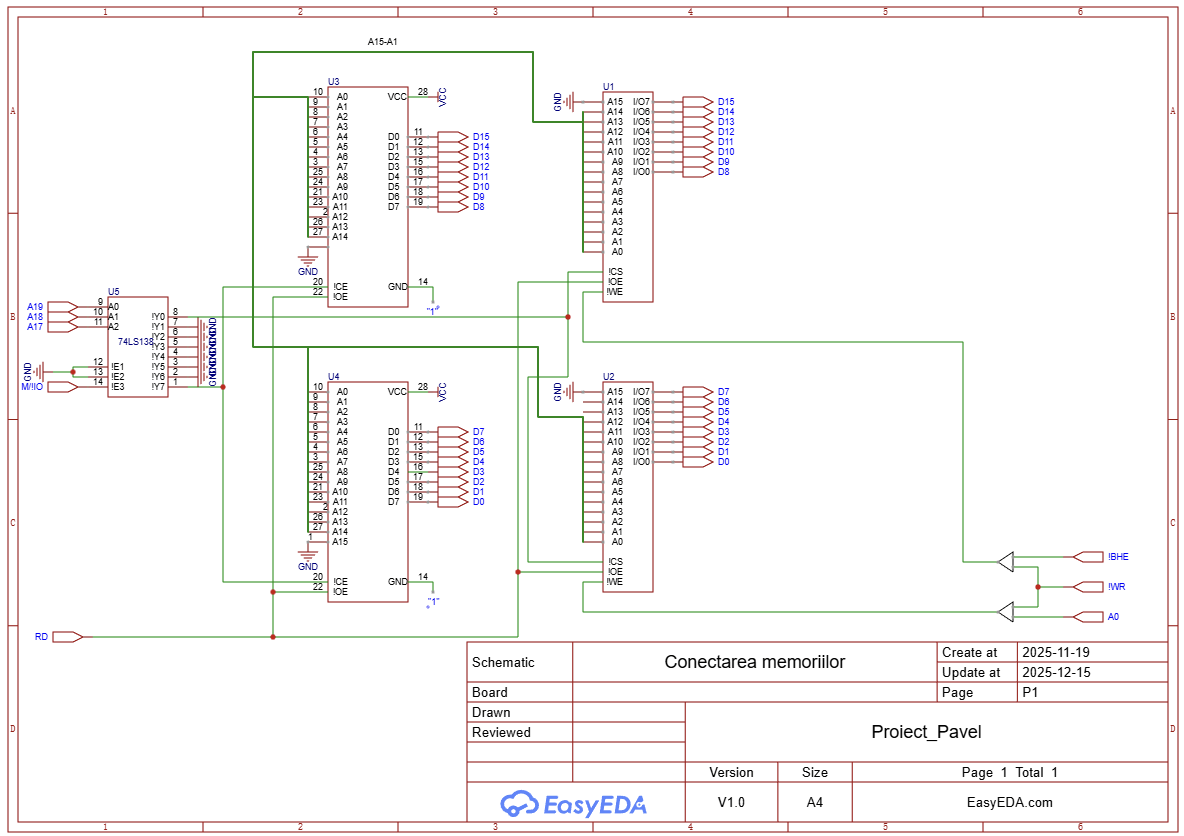 1 2 3 4 5 6
A
B
C
D
A15-A1
U3
10 A0
9 A1
8 A2
7 A3
6 A4
5 A5
4 A6
3 A7
25 A8
24 A9
21 A10
23 A11
2 A12
26 A13
27 A14
GND
20 !CE
22 !OE
VCC 28 VCC
D0 11 D15
D1 12 D14
D2 13 D13
D3 15 D12
D4 16 D11
D5 17 D10
D6 18 D9
D7 19 D8
GND 14
"1"
U1
GND A15 I/O7 D15
A14 I/O6 D14
A13 I/O5 D13
A12 I/O4 D12
A11 I/O3 D11
A10 I/O2 D10
A9 I/O1 D9
A8 I/O0 D8
A7
A6
A5
A4
A3
A2
A1
A0
!CS
!OE
!WE
U5
A19 9 A0
A18 10 A1
A17 11 A2
74LS138
GND
12 !E1
13 !E2
M/!IO 14 !E3
!Y0 8
!Y1 7
!Y2 6
!Y3 5
!Y4 4
!Y5 3
!Y6 2
!Y7 1
GND
U4
10 A0
9 A1
8 A2
7 A3
6 A4
5 A5
4 A6
3 A7
25 A8
24 A9
21 A10
23 A11
2 A12
26 A13
27 A14
1 A15
GND
20 !CE
22 !OE
VCC 28 VCC
D0 11 D7
D1 12 D6
D2 13 D5
D3 15 D4
D4 16 D3
D5 17 D2
D6 18 D1
D7 19 D0
GND 14
"1"
U2
GND A15 I/O7 D7
A14 I/O6 D6
A13 I/O5 D5
A12 I/O4 D4
A11 I/O3 D3
A10 I/O2 D2
A9 I/O1 D1
A8 I/O0 D0
A7
A6
A5
A4
A3
A2
A1
A0
!CS
!OE
!WE
!BHE
!WR
A0
RD
A
B
C
D
Schematic Conectarea memoriilor Create at 2025-11-19
Update at 2025-12-15
Board Page P1
Drawn
Reviewed Proiect_Pavel
Version Size Page 1 Total 1
EasyEDA V1.0 A4 EasyEDA.com
1 2 3 4 5 6